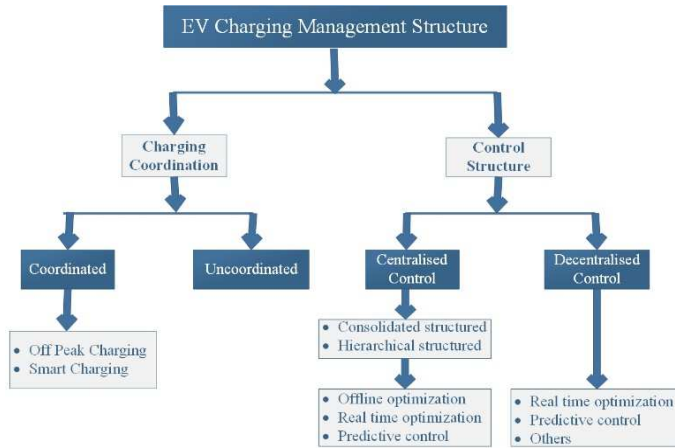 EV Charging Management Structure
Charging
Coordination
Control
Structure
Coordinated
Uncoordinated
Centralised
Control
Decentralised
Control
• Off Peak Charging
• Smart Charging
• Consolidated structured
• Hierarchical structured
• Offline optimization
• Real time optimization
• Predictive control
• Real time optimization
• Predictive control
• Others